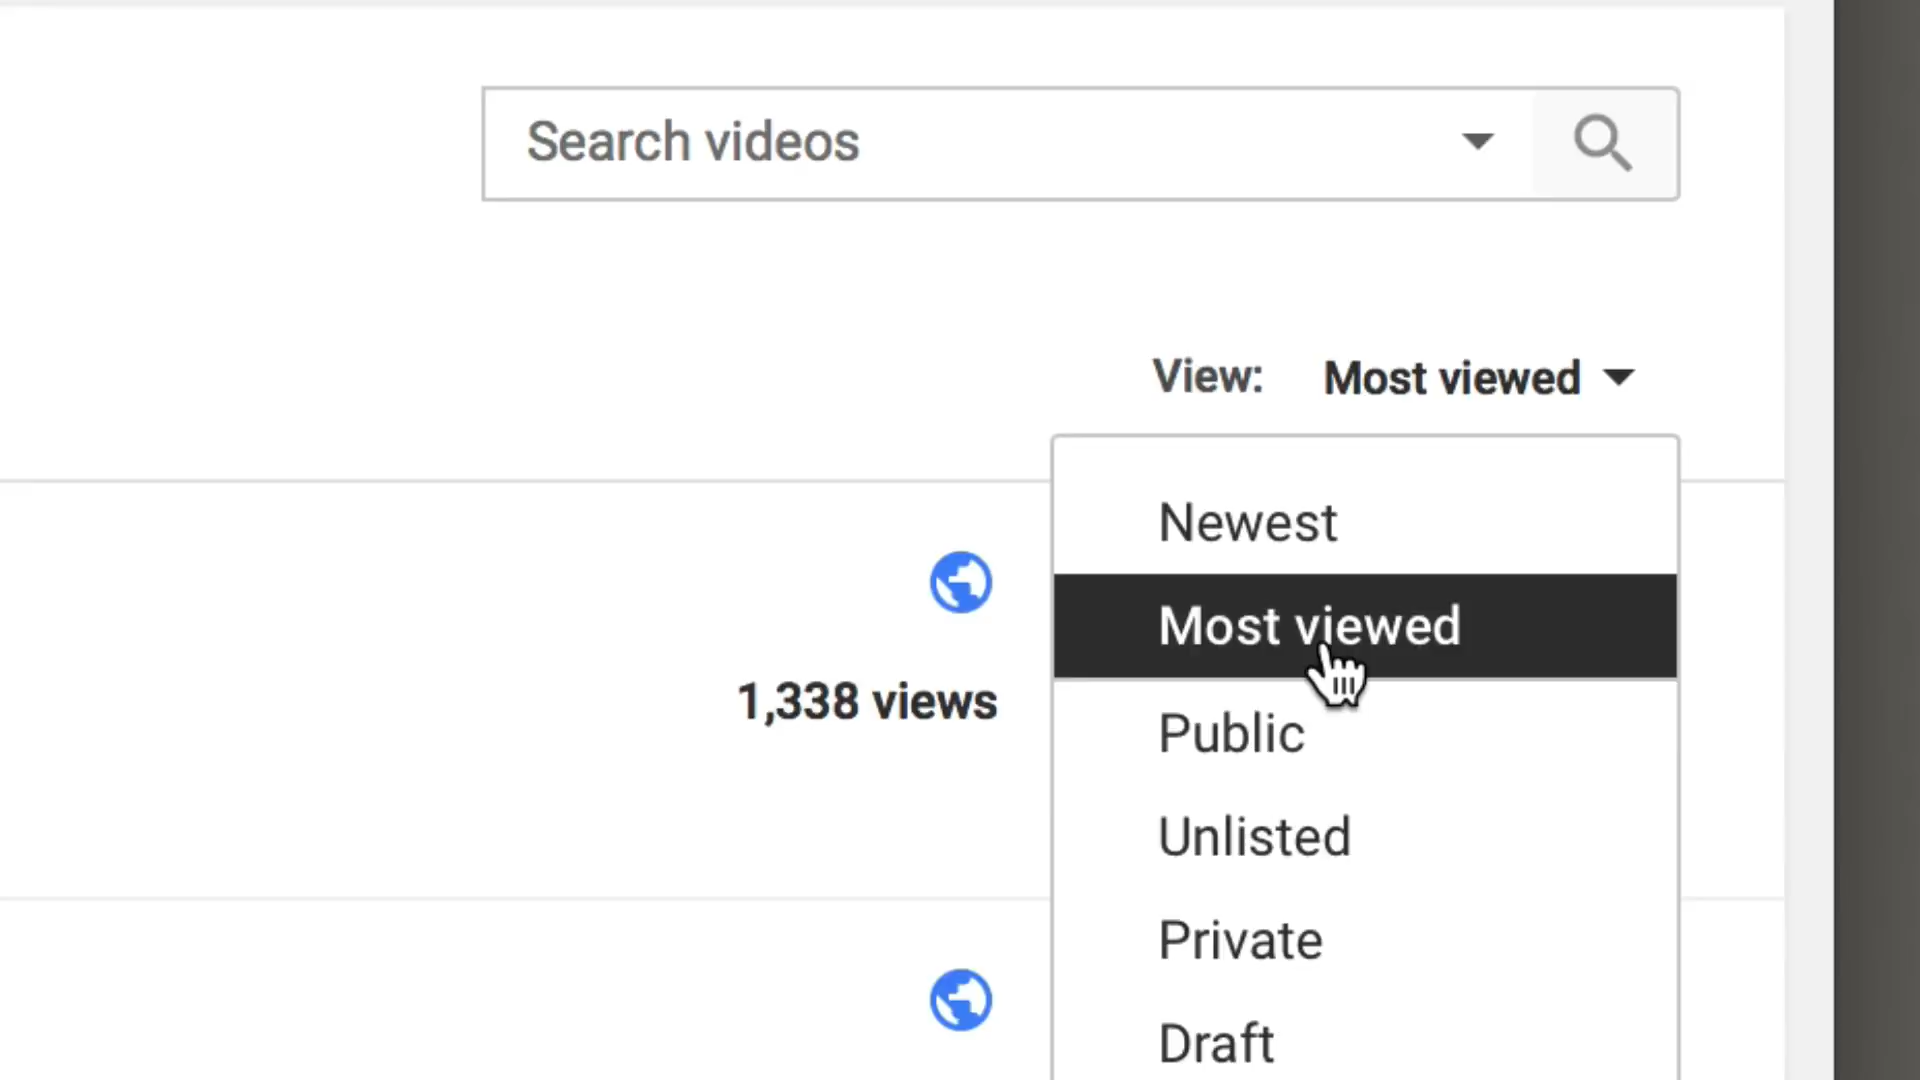 Search videos
View: Most viewed
Newest
Most viewed
1,338 views
Public
Unlisted
Private
Draft